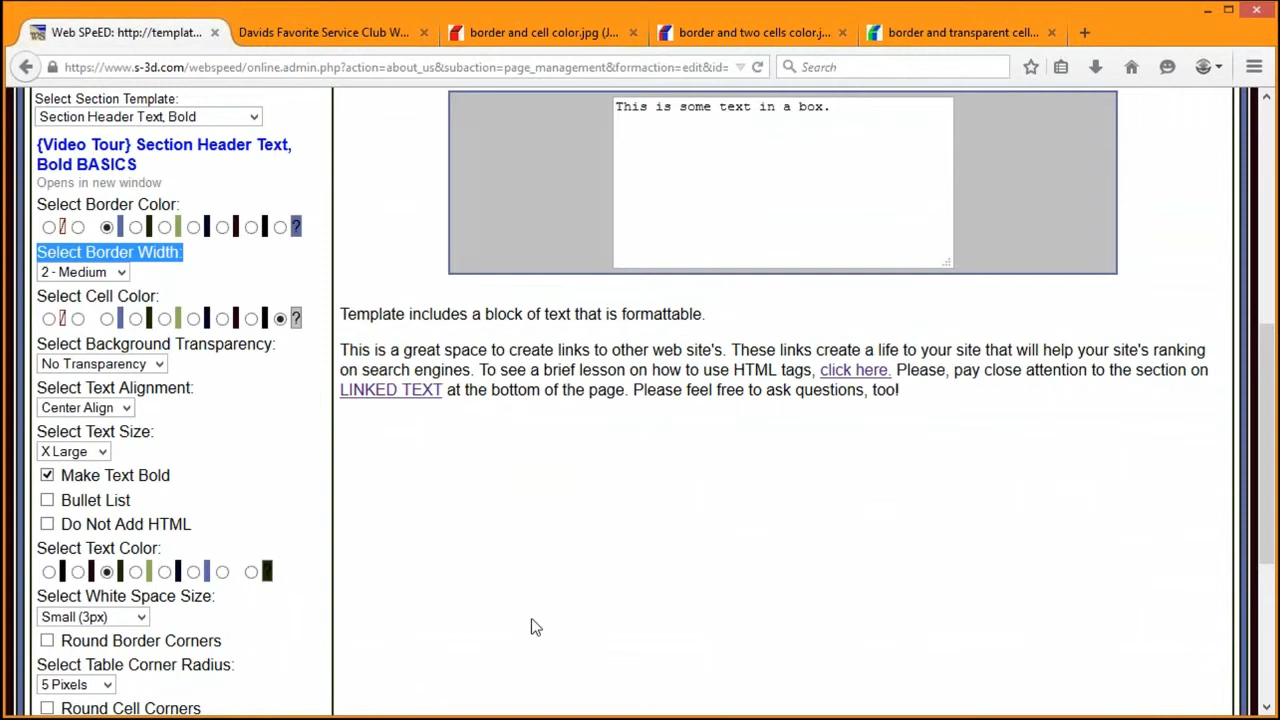 Web SPeED: http://templat...
Davids Favorite Service Club W...
border and cell color.jpg (J...
border and two cells color.j...
border and transparent cell...
https://www.s-3d.com/webspeed/online.admin.php?action=about_us&subaction=page_management&formaction=edit&id=
Search
Select Section Template:
Section Header Text, Bold
{Video Tour} Section Header Text,
Bold BASICS
Opens in new window
Select Border Color:
?
Select Border Width:
2 - Medium
Select Cell Color:
?
Select Background Transparency:
No Transparency
Select Text Alignment:
Center Align
Select Text Size:
X Large
Make Text Bold
Bullet List
Do Not Add HTML
Select Text Color:
?
Select White Space Size:
Small (3px)
Round Border Corners
Select Table Corner Radius:
5 Pixels
Round Cell Corners
This is some text in a box.
Template includes a block of text that is formattable.
This is a great space to create links to other web site's. These links create a life to your site that will help your site's ranking
on search engines. To see a brief lesson on how to use HTML tags, click here. Please, pay close attention to the section on
LINKED TEXT at the bottom of the page. Please feel free to ask questions, too!